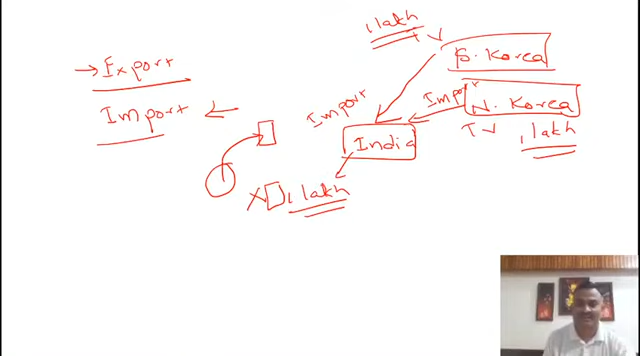 1 lakh
TV
→ Export
S. Korea
Import ←
Import
Import
N. Korea
TV
1 lakh
India
X 1 lakh